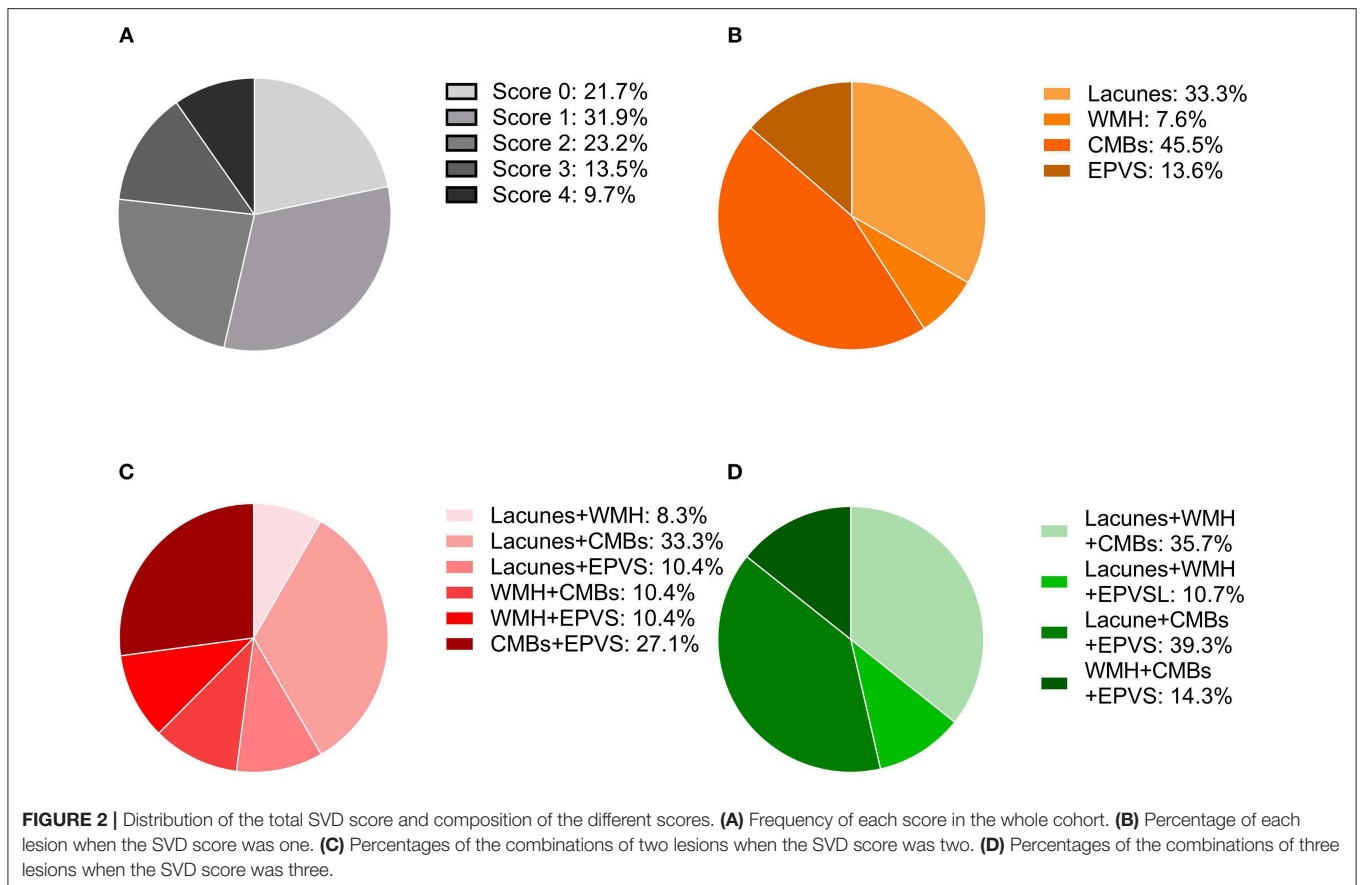 A
Score 0: 21.7%
Score 1: 31.9%
Score 2: 23.2%
Score 3: 13.5%
Score 4: 9.7%
B
Lacunes: 33.3%
WMH: 7.6%
CMBs: 45.5%
EPVS: 13.6%
C
Lacunes+WMH: 8.3%
Lacunes+CMBs: 33.3%
Lacunes+EPVS: 10.4%
WMH+CMBs: 10.4%
WMH+EPVS: 10.4%
CMBs+EPVS: 27.1%
D
Lacunes+WMH
+CMBs: 35.7%
Lacunes+WMH
+EPVSL: 10.7%
Lacune+CMBs
+EPVS: 39.3%
WMH+CMBs
+EPVS: 14.3%
FIGURE 2 | Distribution of the total SVD score and composition of the different scores. (A) Frequency of each score in the whole cohort. (B) Percentage of each
lesion when the SVD score was one. (C) Percentages of the combinations of two lesions when the SVD score was two. (D) Percentages of the combinations of three
lesions when the SVD score was three.